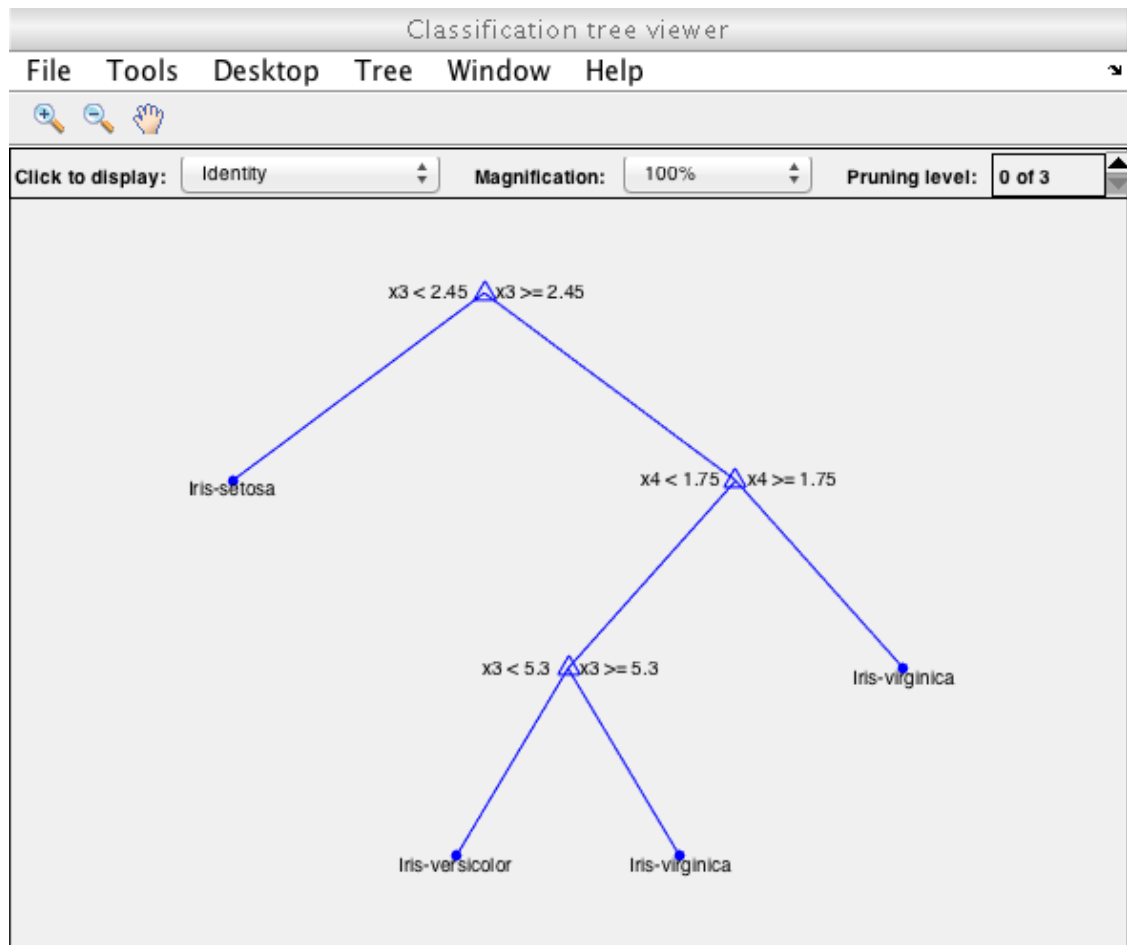 Classification tree viewer
File Tools Desktop Tree Window Help
Click to display: Identity Magnification: 100% Pruning level: 0 of 3
x3 < 2.45 x3 >= 2.45
Iris-setosa
x4 < 1.75 x4 >= 1.75
x3 < 5.3 x3 >= 5.3
Iris-virginica
Iris-versicolor Iris-virginica